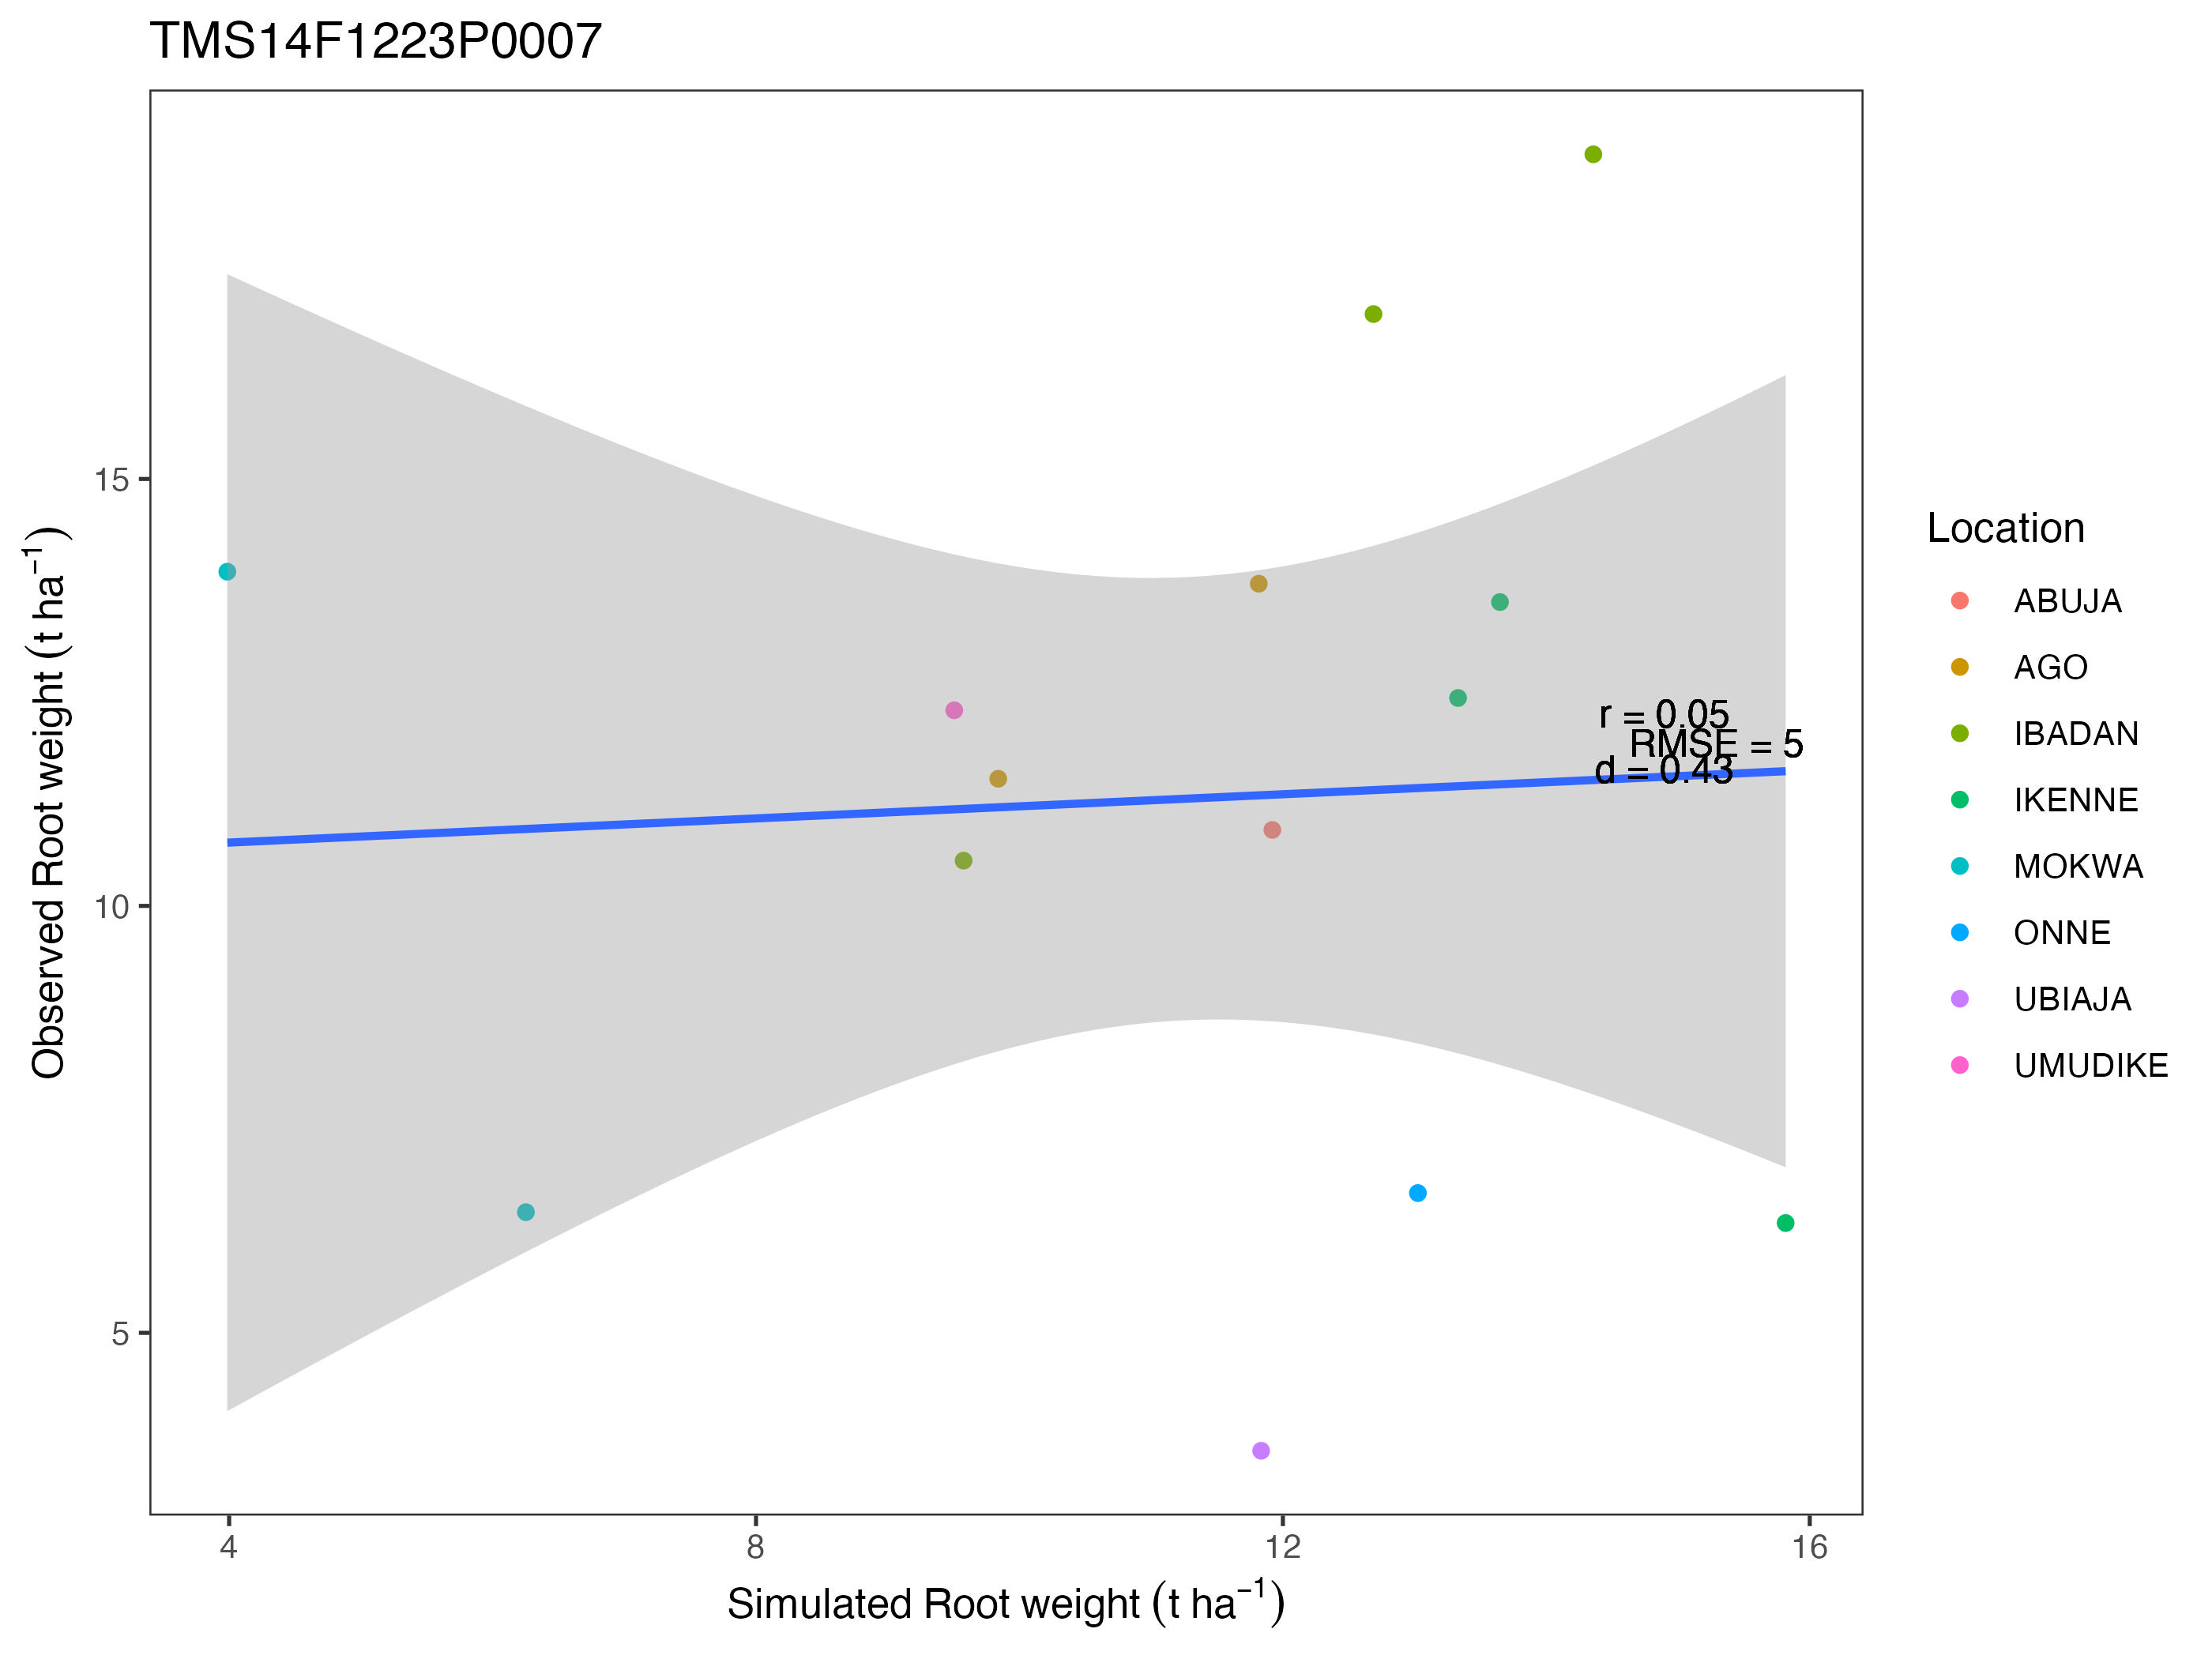 TMS14F1223P0007
Observed Root weight (t ha⁻¹)
15
10
5
r = 0.05
RMSE = 5
d = 0.43
4 8 12 16
Simulated Root weight (t ha⁻¹)
Location
ABUJA
AGO
IBADAN
IKENNE
MOKWA
ONNE
UBIAJA
UMUDIKE